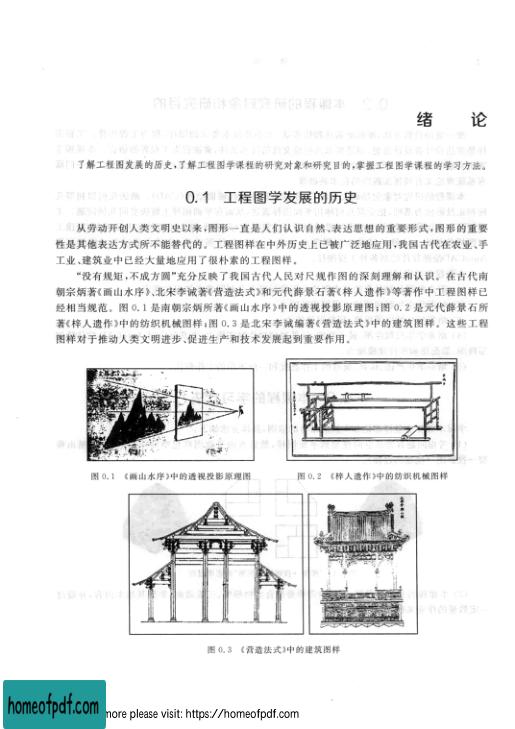 绪 论
了解工程图发展的历史,了解工程图学课程的研究对象和研究目的,掌握工程图学课程的学习方法。
0.1 工程图学发展的历史
从劳动开创人类文明史以来,图形一直是人们认识自然、表达思想的重要形式,图形的重要
性是其他表达方式所不能替代的。工程图样在中外历史上已被广泛地应用,我国古代在农业、手
工业、建筑业中已经大量地应用了很朴素的工程图样。
“没有规矩,不成方圆”充分反映了我国古代人民对尺规作图的深刻理解和认识。在古代南
朝宗炳著《画山水序》、北宋李诫著《营造法式》和元代薛景石著《梓人遗作》等著作中工程图样已
经相当规范。图 0.1 是南朝宗炳所著《画山水序》中的透视投影原理图;图 0.2 是元代薛景石所
著《梓人遗作》中的纺织机械图样;图 0.3 是北宋李诫编著《营造法式》中的建筑图样。这些工程
图样对于推动人类文明进步、促进生产和技术发展起到重要作用。
图 0.1 《画山水序》中的透视投影原理图
图 0.2 《梓人遗作》中的纺织机械图样
图 0.3 《营造法式》中的建筑图样
homeofpdf.com
more please visit: https://homeofpdf.com